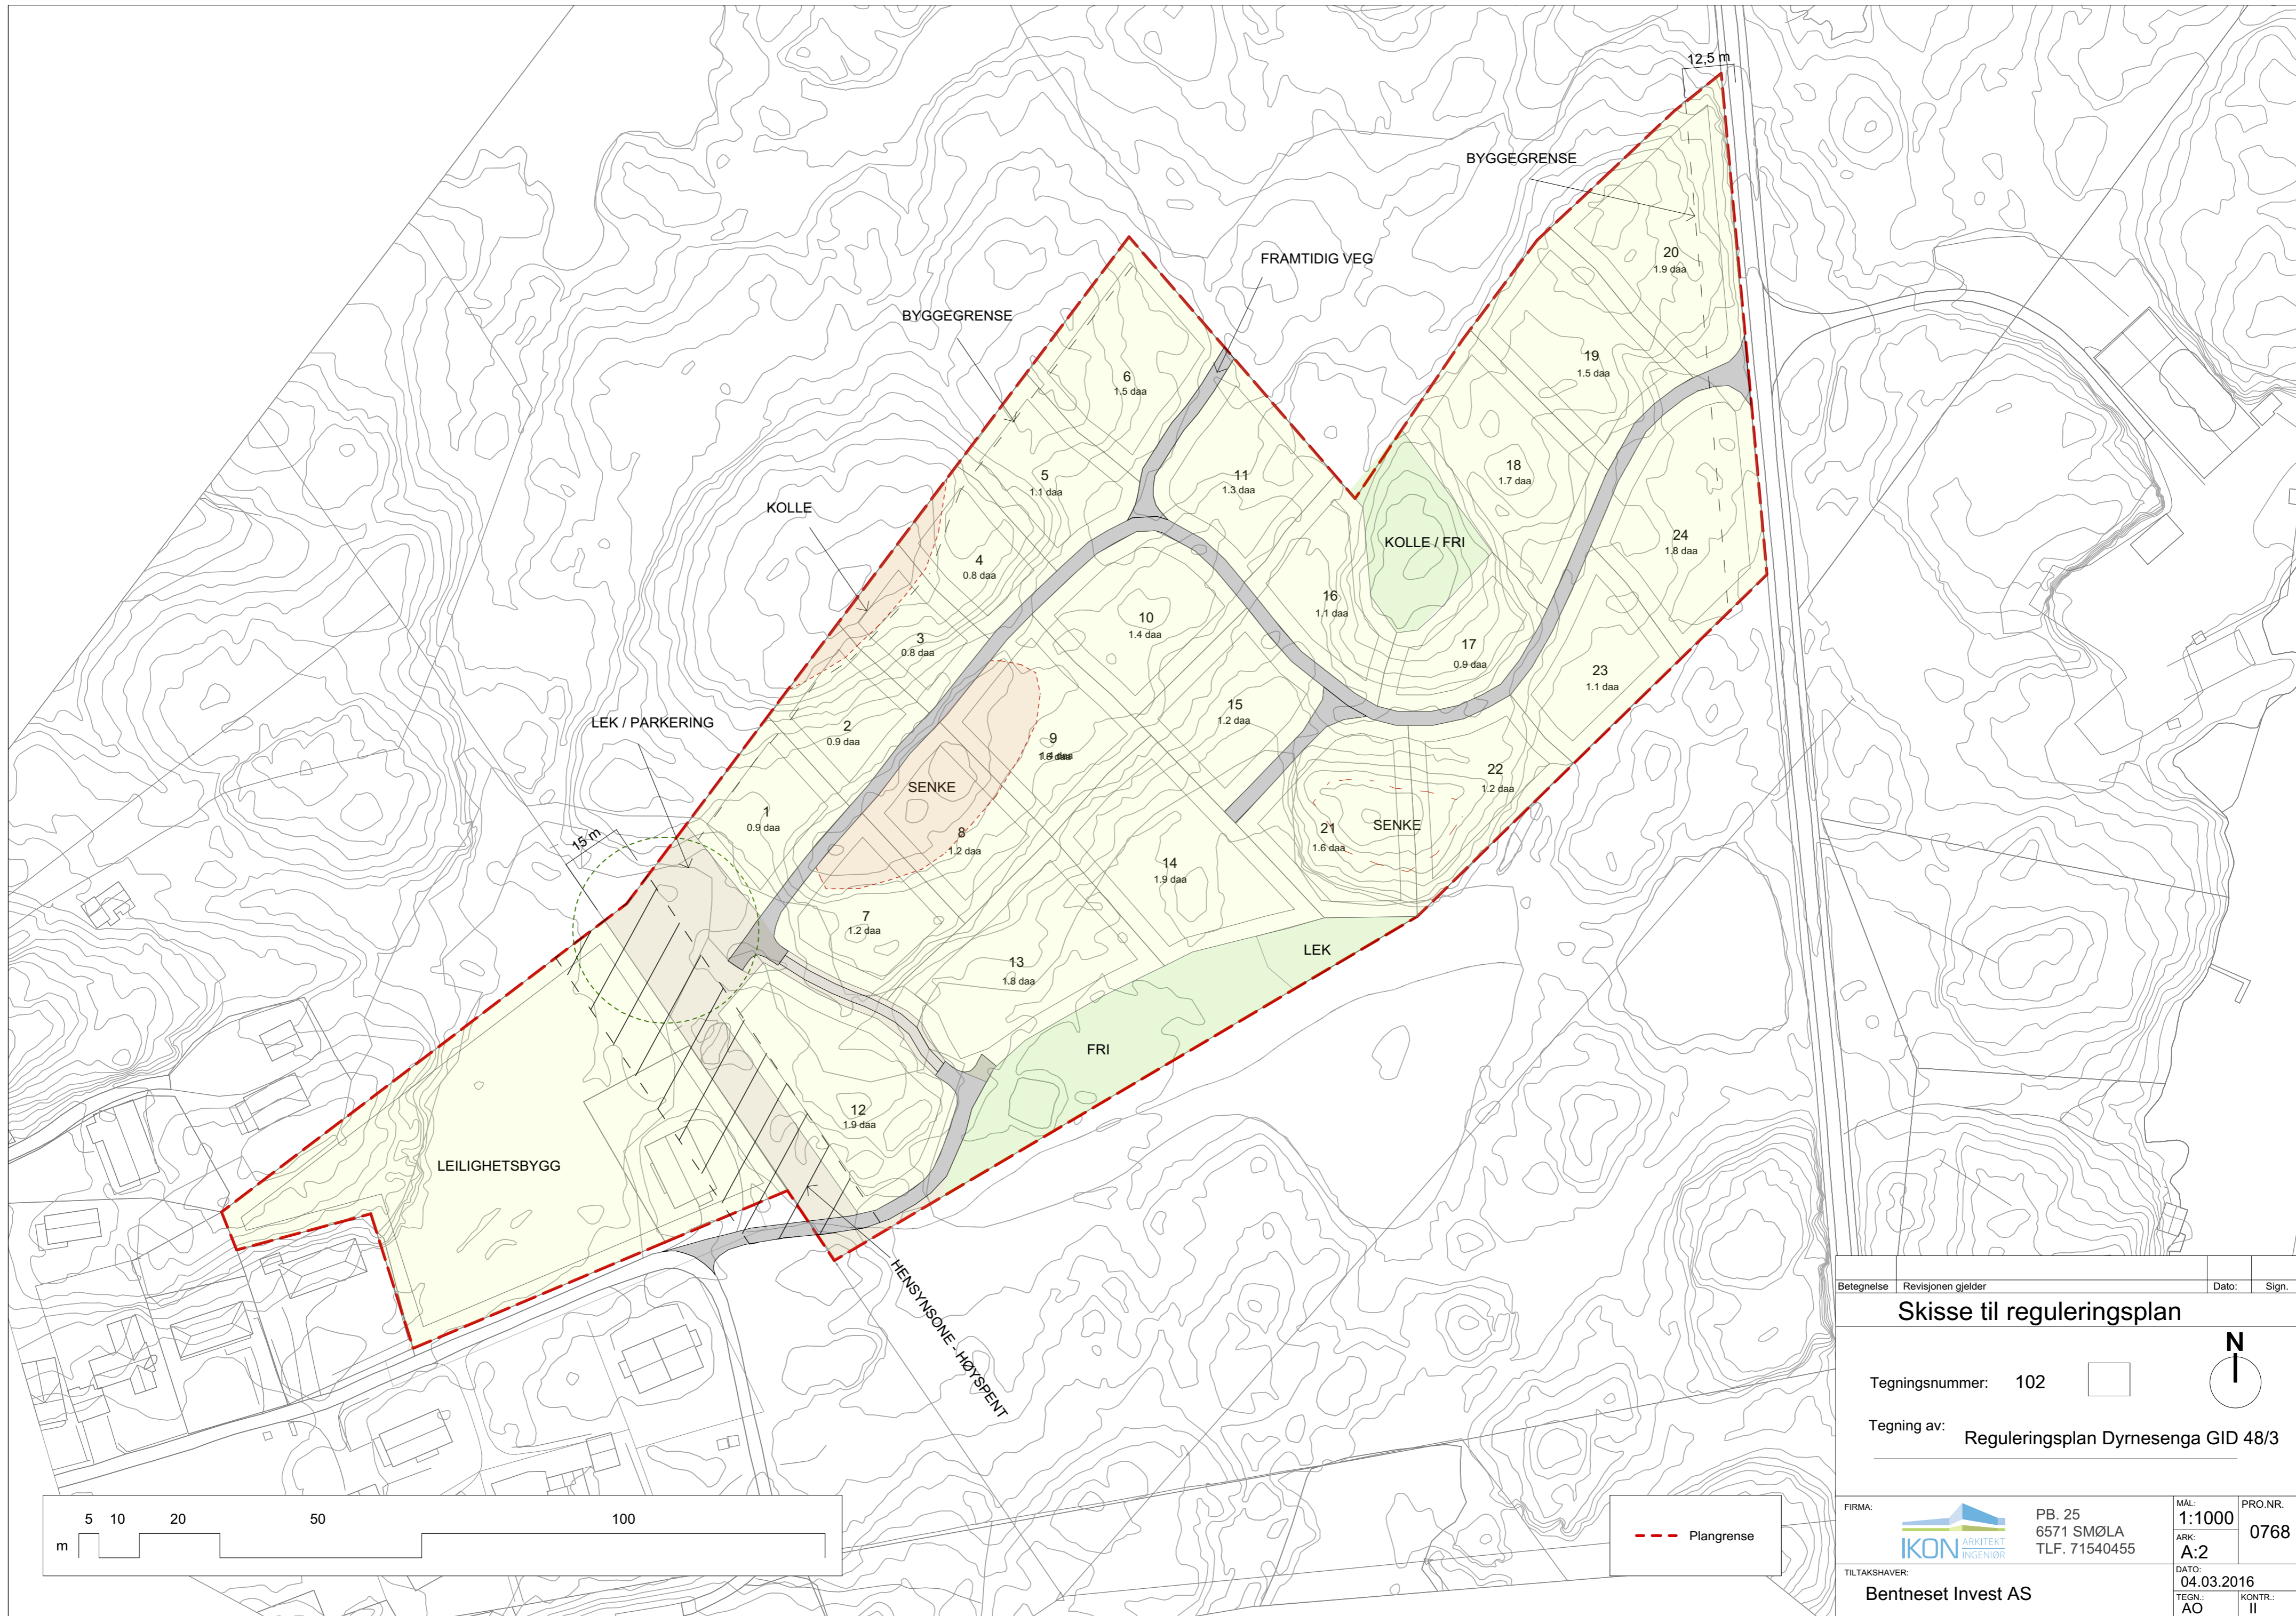 12,5 m
BYGGEGRENSE
20
1.9 daa
FRAMTIDIG VEG
BYGGEGRENSE
6
1.5 daa
19
1.5 daa
5
1.1 daa
11
1.3 daa
18
1.7 daa
KOLLE
KOLLE / FRI
24
1.8 daa
4
0.8 daa
16
1.1 daa
10
1.4 daa
3
0.8 daa
17
0.9 daa
23
1.1 daa
LEK / PARKERING
2
0.9 daa
15
1.2 daa
9
22
1.2 daa
SENKE
1
0.9 daa
15 m
8
1.2 daa
21
1.6 daa
SENKE
14
1.9 daa
7
1.2 daa
LEK
13
1.8 daa
FRI
12
1.9 daa
LEILIGHETSBYGG
HENSYNSONE - HØYSPENT
m
5
10
20
50
100
Plangrense
Betegnelse
Revisjonen gjelder
Dato:
Sign.
Skisse til reguleringsplan
N
Tegningsnummer: 102
Tegning av: Reguleringsplan Dyrnesenga GID 48/3
FIRMA:
IKON ARKITEKT
INGENIØR
PB. 25
6571 SMØLA
TLF. 71540455
MÅL:
1:1000
PRO.NR.
0768
ARK:
A:2
TILTAKSHAVER:
Bentneset Invest AS
DATO:
04.03.2016
TEGN.:
AO
KONTR.:
II